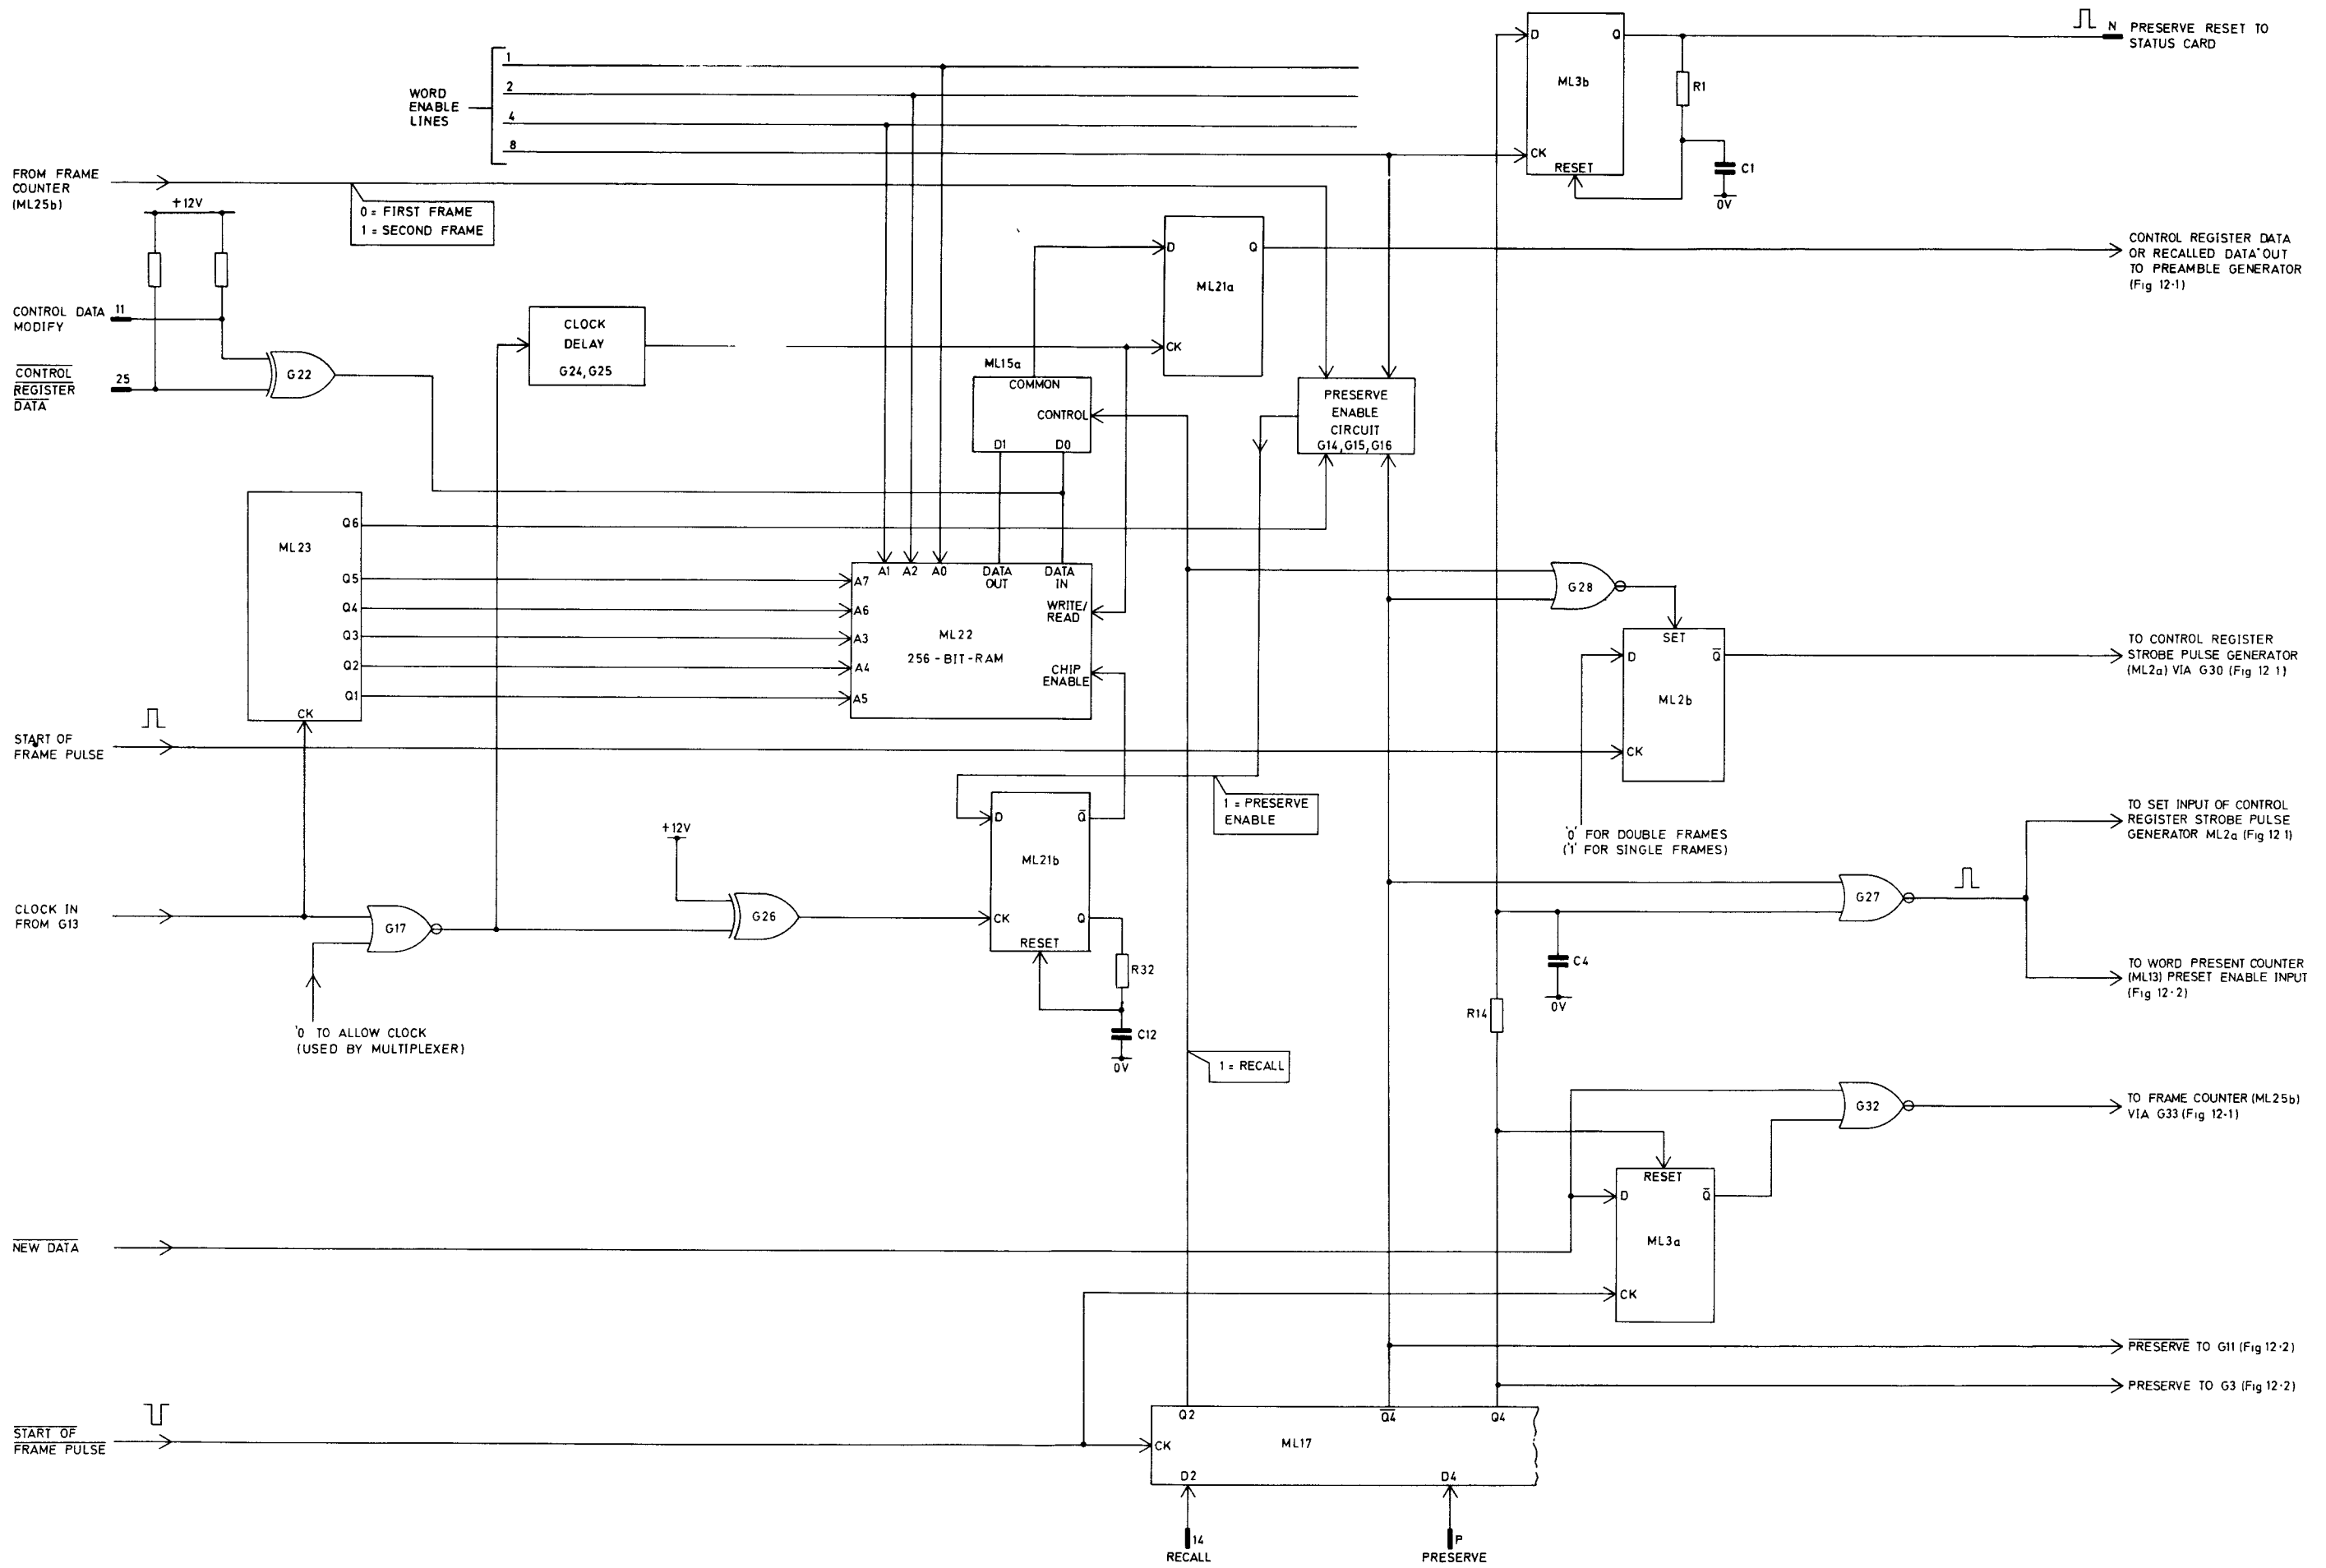 N PRESERVE RESET TO
STATUS CARD
D
Q
ML3b
R1
CK
RESET
C1
0V
WORD
ENABLE
LINES
1
2
4
8
FROM FRAME
COUNTER
(ML25b)
0 = FIRST FRAME
1 = SECOND FRAME
+12V
CONTROL DATA
MODIFY
11
CONTROL
REGISTER
DATA
25
G22
CLOCK
DELAY
G24, G25
D
Q
ML21a
CK
CONTROL REGISTER DATA
OR RECALLED DATA OUT
TO PREAMBLE GENERATOR
(Fig 12·1)
ML15a
COMMON
CONTROL
D1
D0
PRESERVE
ENABLE
CIRCUIT
G14, G15, G16
ML23
Q6
Q5
Q4
Q3
Q2
Q1
CK
A1
A2
A0
DATA
OUT
DATA
IN
A7
A6
A3
A4
A5
WRITE/
READ
ML22
256-BIT-RAM
CHIP
ENABLE
G28
SET
D
Q̅
ML2b
CK
TO CONTROL REGISTER
STROBE PULSE GENERATOR
(ML2a) VIA G30 (Fig 12 1)
START OF
FRAME PULSE
1 = PRESERVE
ENABLE
'0' FOR DOUBLE FRAMES
('1' FOR SINGLE FRAMES)
TO SET INPUT OF CONTROL
REGISTER STROBE PULSE
GENERATOR ML2a (Fig 12 1)
+12V
D
Q̅
ML21b
CK
Q
RESET
G26
R32
C12
0V
CLOCK IN
FROM G13
G17
'0 TO ALLOW CLOCK
(USED BY MULTIPLEXER)
G27
C4
0V
R14
TO WORD PRESENT COUNTER
(ML13) PRESET ENABLE INPUT
(Fig 12·2)
1 = RECALL
G32
TO FRAME COUNTER (ML25b)
VIA G33 (Fig 12·1)
RESET
D
Q̅
ML3a
CK
NEW DATA
PRESERVE TO G11 (Fig 12·2)
PRESERVE TO G3 (Fig 12·2)
START OF
FRAME PULSE
Q2
Q̅4̅
Q4
CK
ML17
D2
D4
14
RECALL
P
PRESERVE